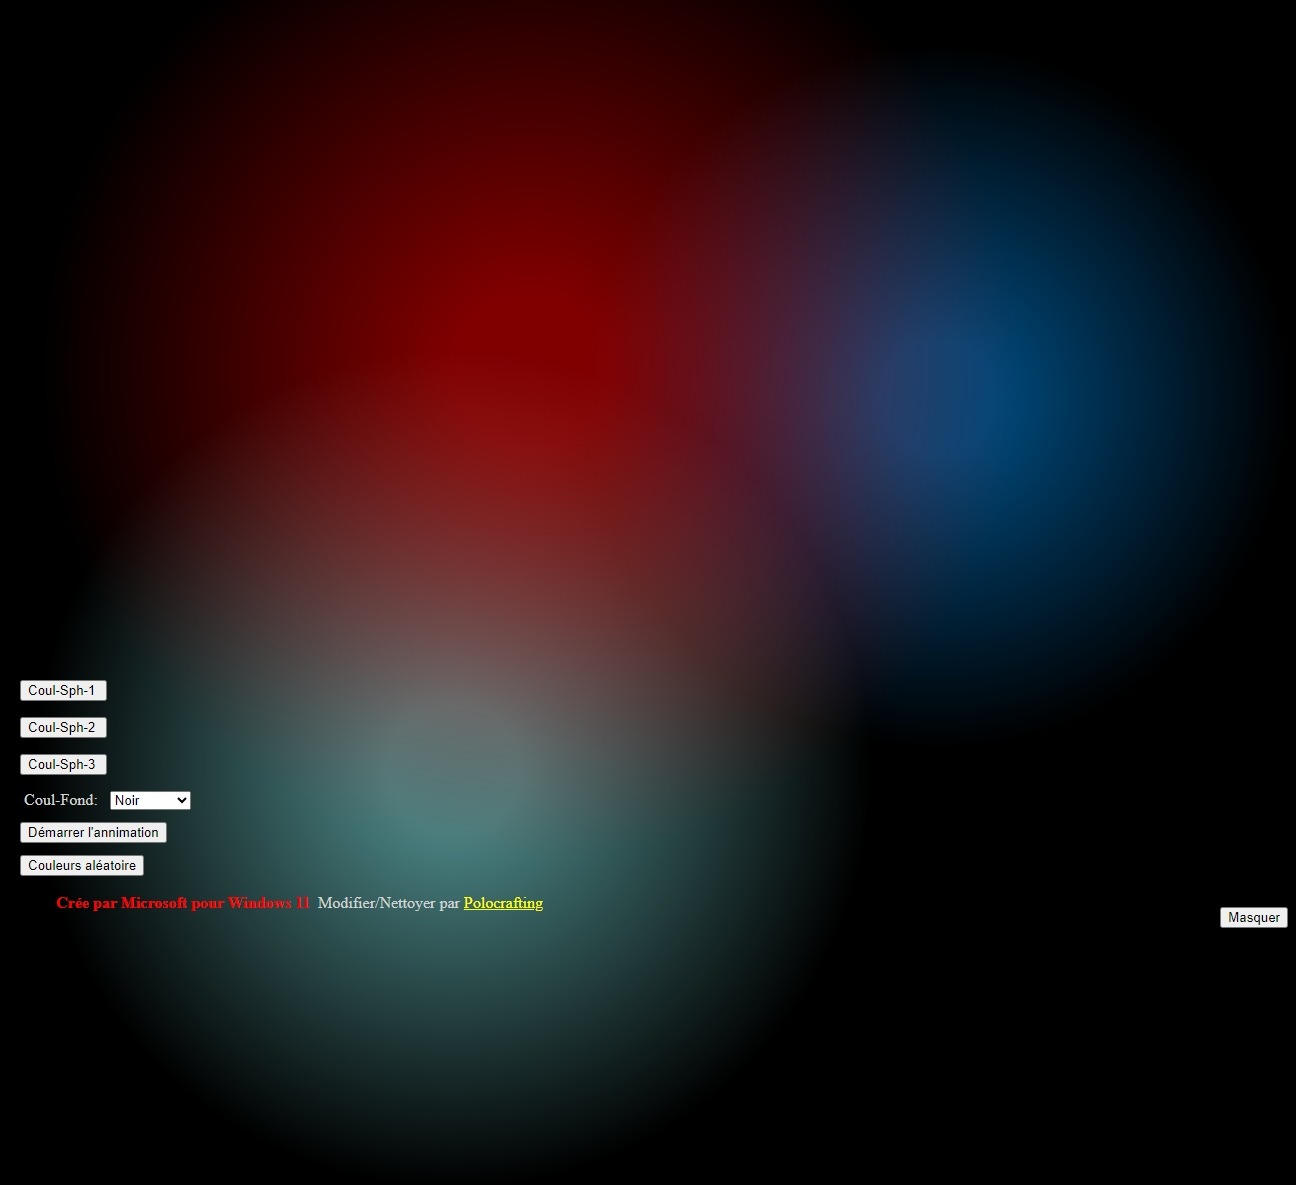 Coul-Sph-1
Coul-Sph-2
Coul-Sph-3
Coul-Fond: Noir
Démarrer l'annimation
Couleurs aléatoire
Crée par Microsoft pour Windows 11 Modifier/Nettoyer par Polocrafting
Masquer